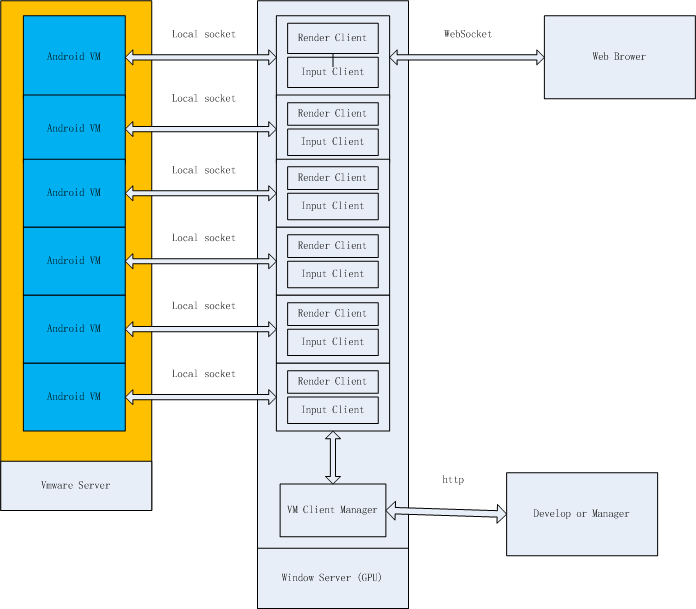 Local socket
Render Client
WebSocket
Android VM
Web Brower
Input Client
Local socket
Render Client
Android VM
Input Client
Local socket
Render Client
Android VM
Input Client
Local socket
Render Client
Android VM
Input Client
Local socket
Render Client
Android VM
Input Client
Local socket
Render Client
Android VM
Input Client
http
Vmware Server
VM Client Manager
Develop or Manager
Window Server (GPU)